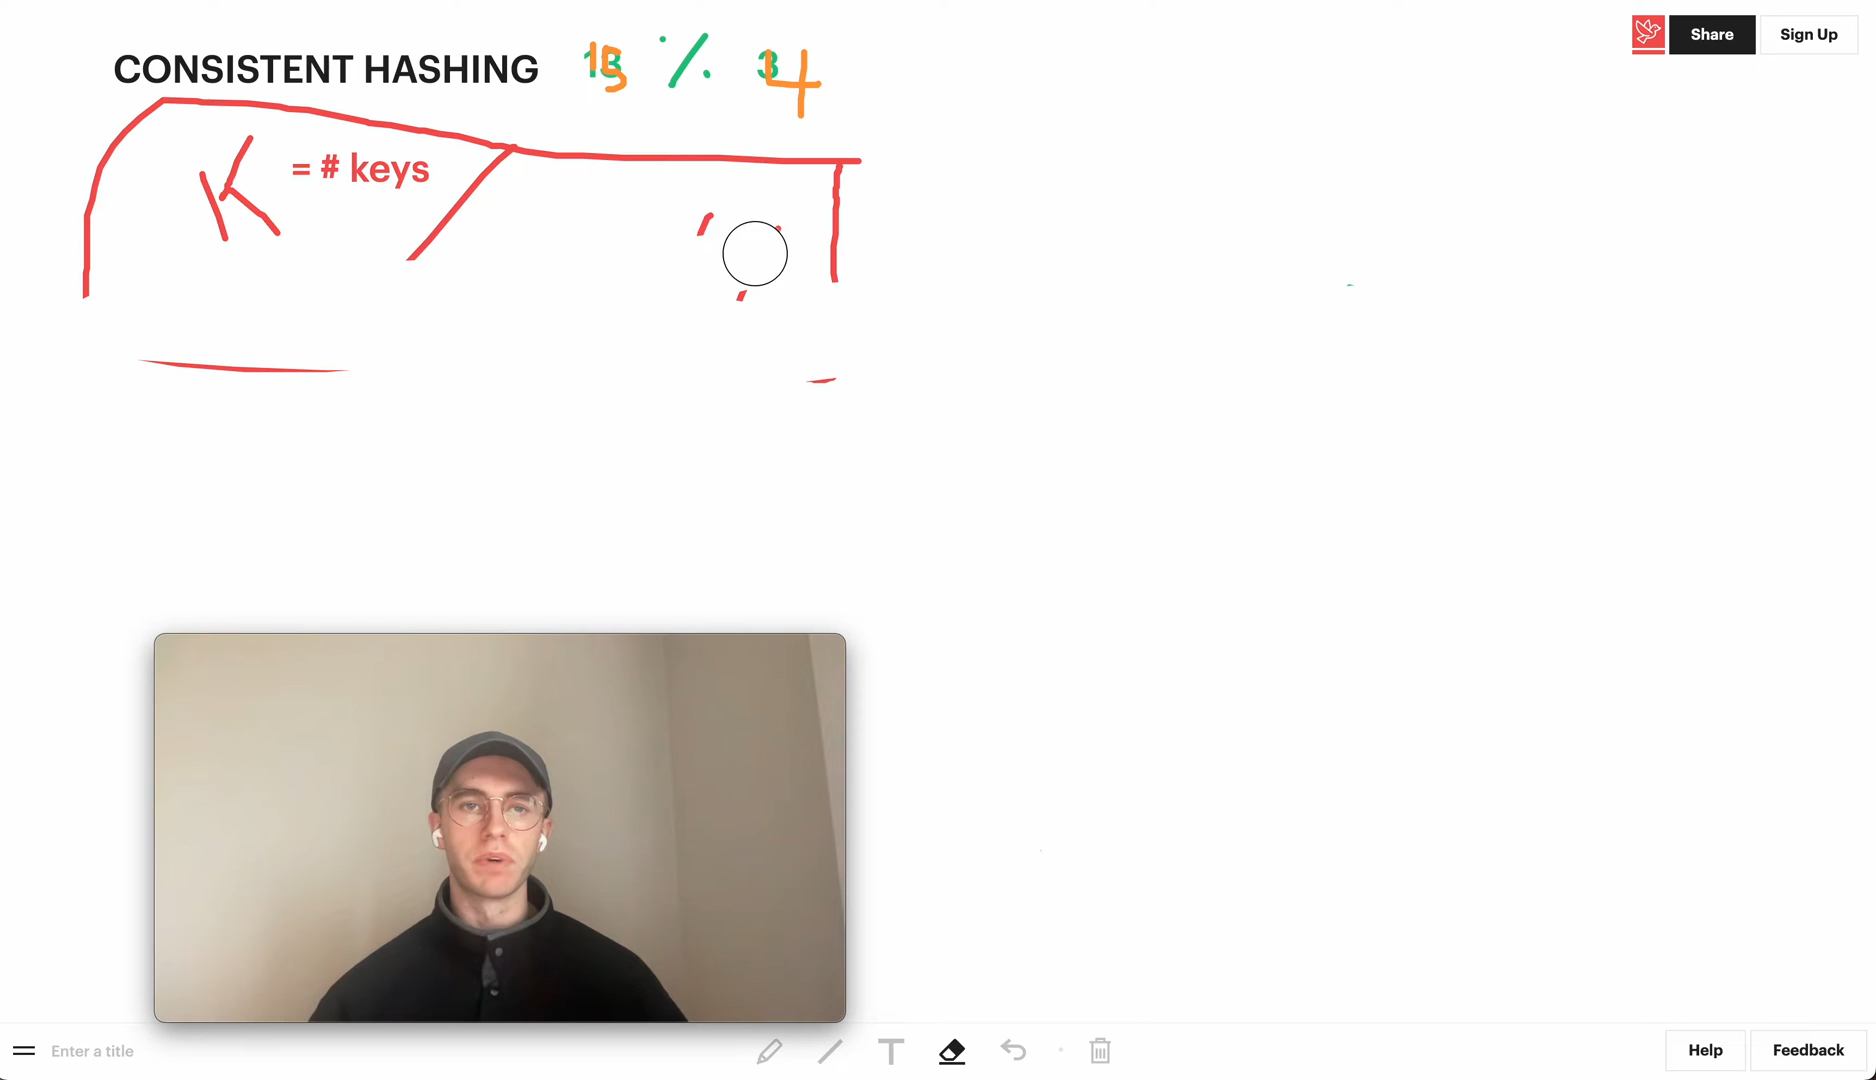 CONSISTENT HASHING % 4
K = # keys
Share
Sign Up
Enter a title
T
Help
Feedback